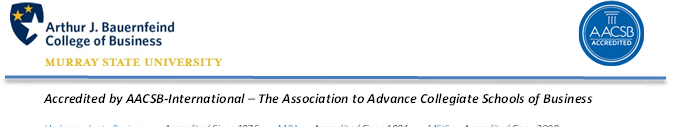 Arthur J. Bauernfeind
College of Business
MURRAY STATE UNIVERSITY
AACSB
ACCREDITED
Accredited by AACSB-International – The Association to Advance Collegiate Schools of Business